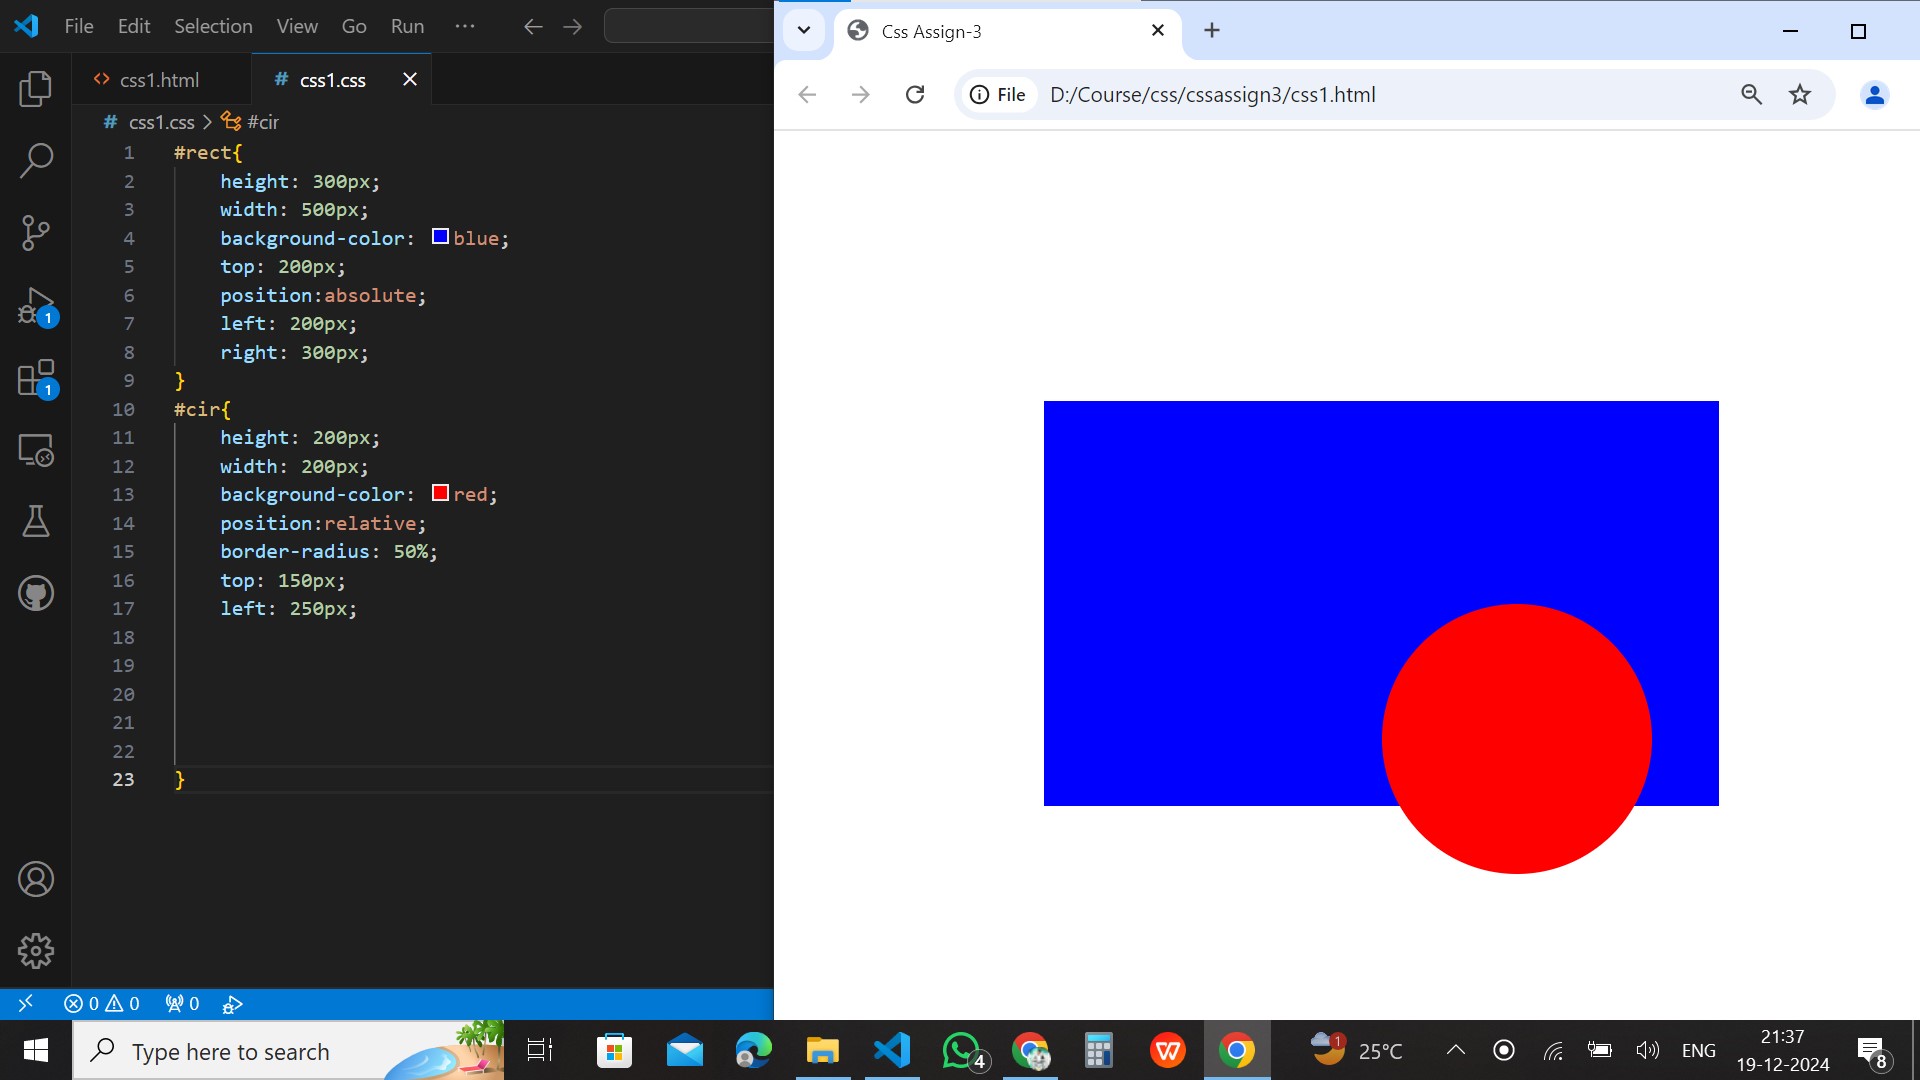 File Edit Selection View Go Run ···
css1.html
# css1.css
# css1.css > #cir
1 #rect{
2 height: 300px;
3 width: 500px;
4 background-color: blue;
5 top: 200px;
6 position:absolute;
7 left: 200px;
8 right: 300px;
9 }
10 #cir{
11 height: 200px;
12 width: 200px;
13 background-color: red;
14 position:relative;
15 border-radius: 50%;
16 top: 150px;
17 left: 250px;
18
19
20
21
22
23 }
1
1
0 0 0
Css Assign-3
File D:/Course/css/cssassign3/css1.html
Type here to search
4
W
1
25°C
ENG
21:37
19-12-2024
8